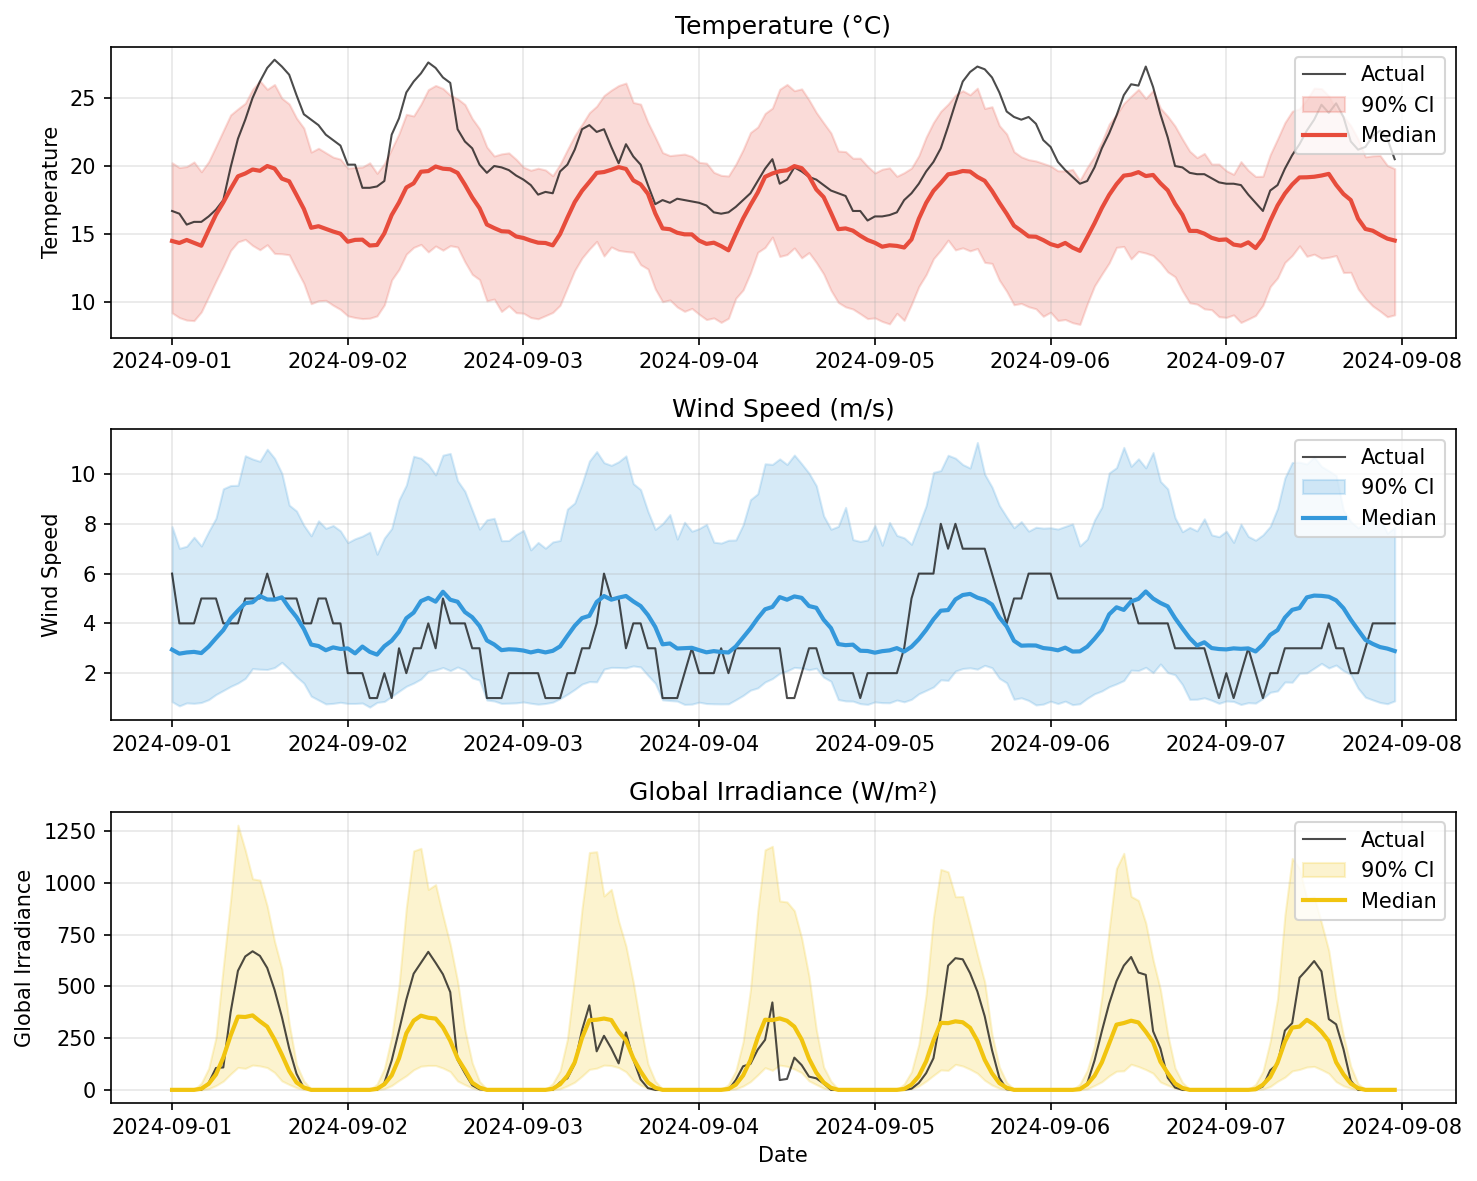 Temperature (°C)
Temperature
25
20
15
10
Actual
90% CI
Median
2024-09-01 2024-09-02 2024-09-03 2024-09-04 2024-09-05 2024-09-06 2024-09-07 2024-09-08
Wind Speed (m/s)
Wind Speed
10
8
6
4
2
Actual
90% CI
Median
2024-09-01 2024-09-02 2024-09-03 2024-09-04 2024-09-05 2024-09-06 2024-09-07 2024-09-08
Global Irradiance (W/m²)
Global Irradiance
1250
1000
750
500
250
0
Actual
90% CI
Median
2024-09-01 2024-09-02 2024-09-03 2024-09-04 2024-09-05 2024-09-06 2024-09-07 2024-09-08
Date